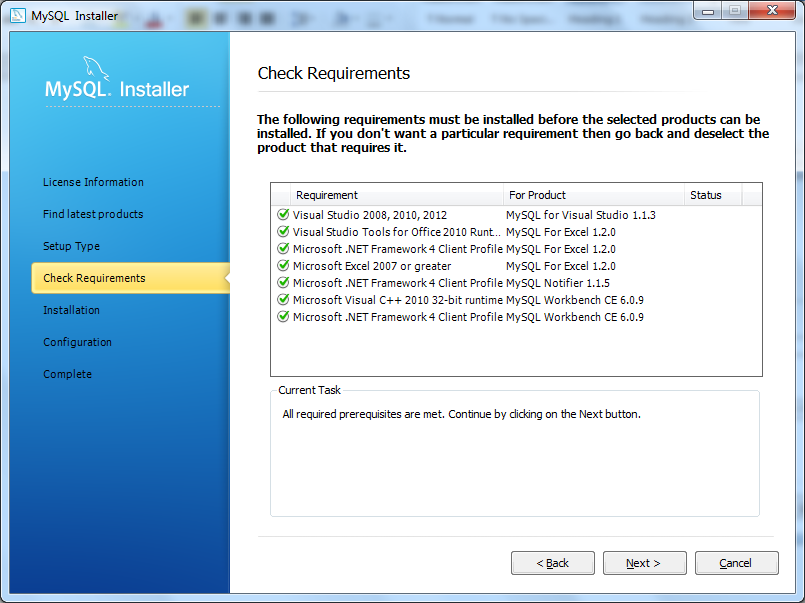 MySQL Installer
MySQL. Installer
License Information
Find latest products
Setup Type
Check Requirements
Installation
Configuration
Complete
Check Requirements
The following requirements must be installed before the selected products can be
installed. If you don't want a particular requirement then go back and deselect the
product that requires it.
Requirement For Product Status
Visual Studio 2008, 2010, 2012 MySQL for Visual Studio 1.1.3
Visual Studio Tools for Office 2010 Runt... MySQL For Excel 1.2.0
Microsoft .NET Framework 4 Client Profile MySQL For Excel 1.2.0
Microsoft Excel 2007 or greater MySQL For Excel 1.2.0
Microsoft .NET Framework 4 Client Profile MySQL Notifier 1.1.5
Microsoft Visual C++ 2010 32-bit runtime MySQL Workbench CE 6.0.9
Microsoft .NET Framework 4 Client Profile MySQL Workbench CE 6.0.9
Current Task
All required prerequisites are met. Continue by clicking on the Next button.
< Back Next > Cancel